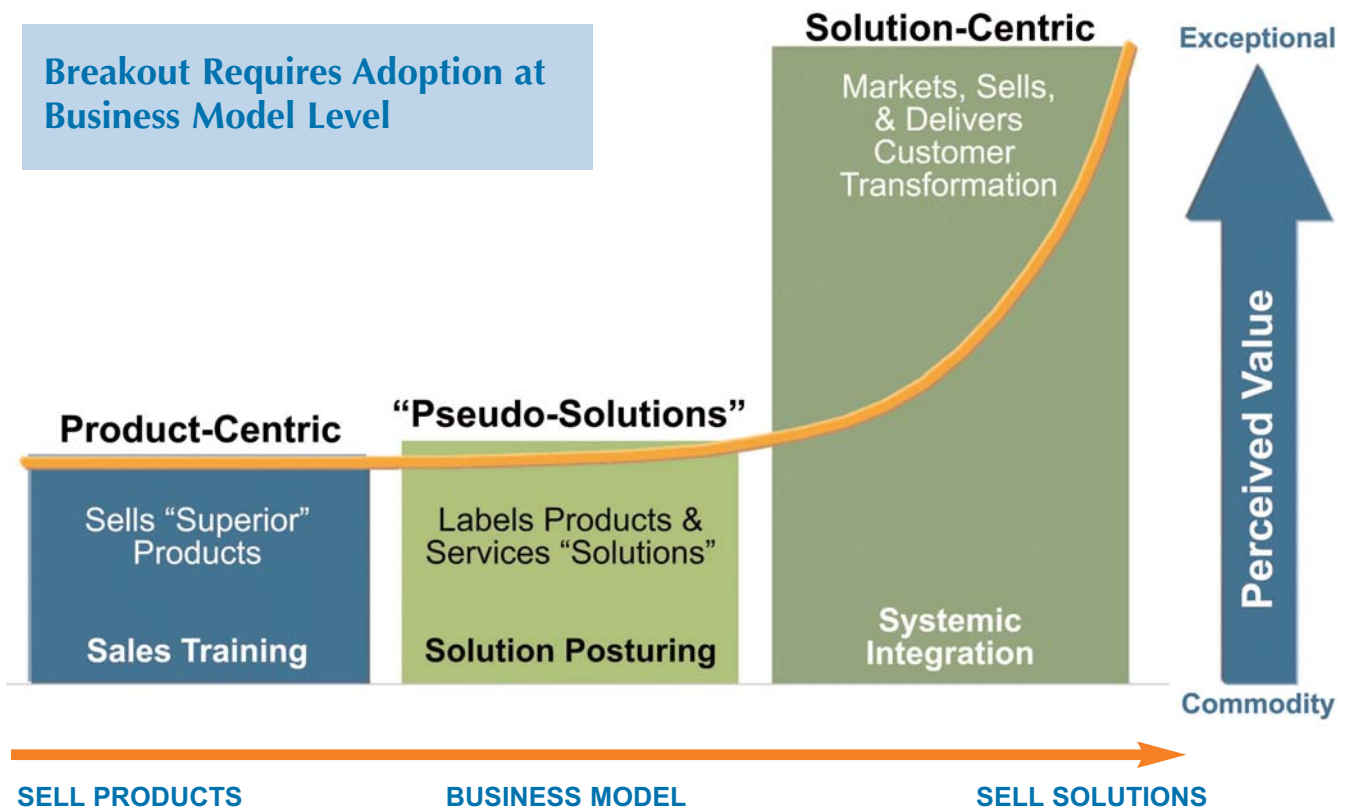 Breakout Requires Adoption at
Business Model Level
Product-Centric
Sells “Superior”
Products
Sales Training
“Pseudo-Solutions”
Labels Products &
Services “Solutions”
Solution Posturing
Solution-Centric
Markets, Sells,
& Delivers
Customer
Transformation
Systemic
Integration
Exceptional
Perceived Value
Commodity
SELL PRODUCTS
BUSINESS MODEL
SELL SOLUTIONS